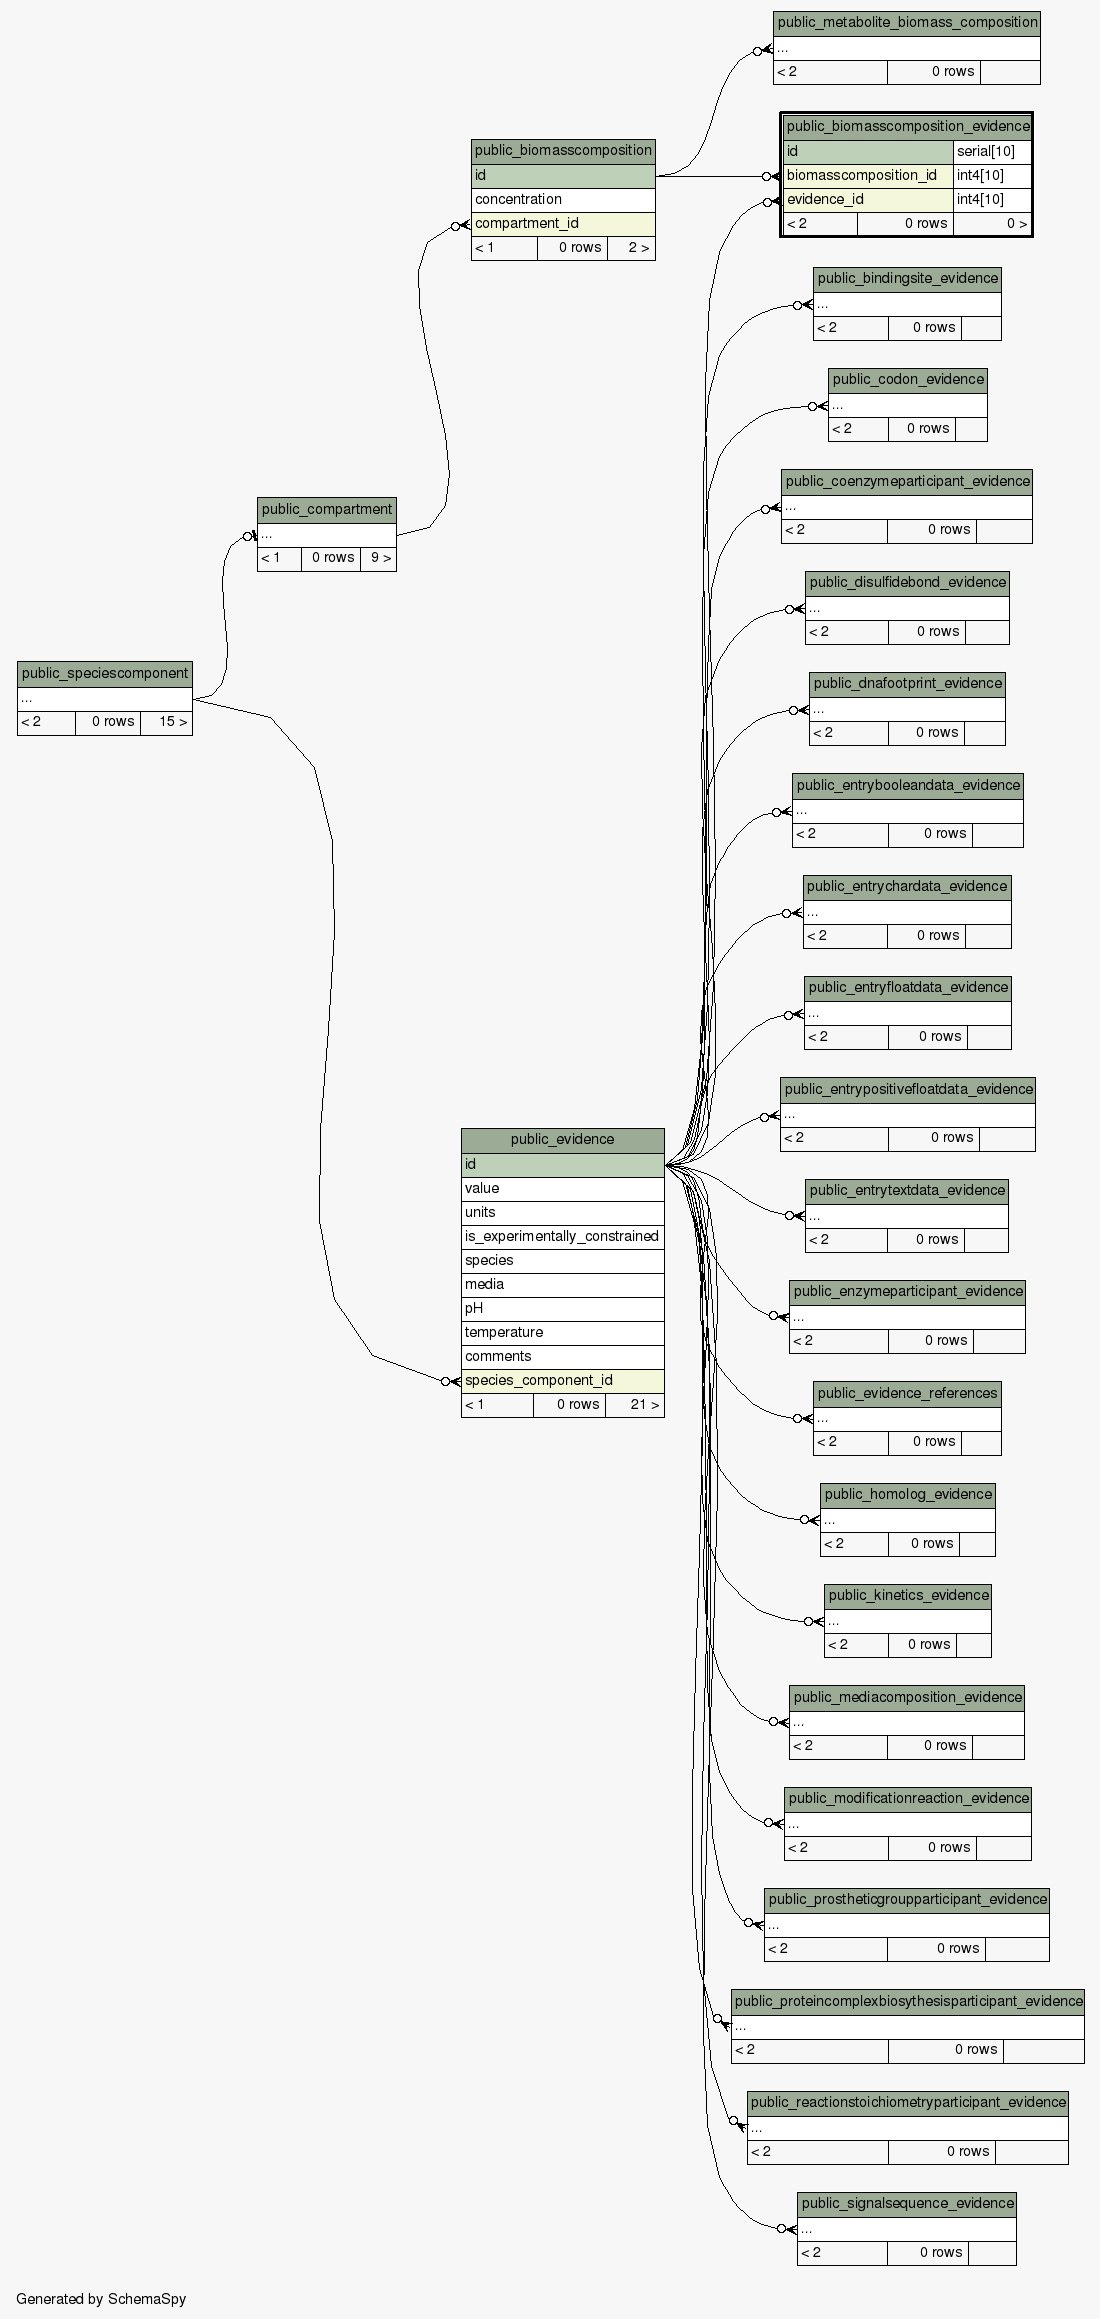 public_metabolite_biomass_composition
...
< 2 0 rows
public_biomasscomposition_evidence
id serial[10]
biomasscomposition_id int4[10]
evidence_id int4[10]
< 2 0 rows 0 >
public_biomasscomposition
id
concentration
compartment_id
< 1 0 rows 2 >
public_bindingsite_evidence
...
< 2 0 rows
public_codon_evidence
...
< 2 0 rows
public_coenzymeparticipant_evidence
...
< 2 0 rows
public_compartment
...
< 1 0 rows 9 >
public_disulfidebond_evidence
...
< 2 0 rows
public_speciescomponent
...
< 2 0 rows 15 >
public_dnafootprint_evidence
...
< 2 0 rows
public_entrybooleandata_evidence
...
< 2 0 rows
public_entrychardata_evidence
...
< 2 0 rows
public_entryfloatdata_evidence
...
< 2 0 rows
public_entrypositivefloatdata_evidence
...
< 2 0 rows
public_evidence
id
value
units
is_experimentally_constrained
species
media
pH
temperature
comments
species_component_id
< 1 0 rows 21 >
public_entrytextdata_evidence
...
< 2 0 rows
public_enzymeparticipant_evidence
...
< 2 0 rows
public_evidence_references
...
< 2 0 rows
public_homolog_evidence
...
< 2 0 rows
public_kinetics_evidence
...
< 2 0 rows
public_mediacomposition_evidence
...
< 2 0 rows
public_modificationreaction_evidence
...
< 2 0 rows
public_prostheticgroupparticipant_evidence
...
< 2 0 rows
public_proteincomplexbiosythesisparticipant_evidence
...
< 2 0 rows
public_reactionstoichiometryparticipant_evidence
...
< 2 0 rows
public_signalsequence_evidence
...
< 2 0 rows
Generated by SchemaSpy